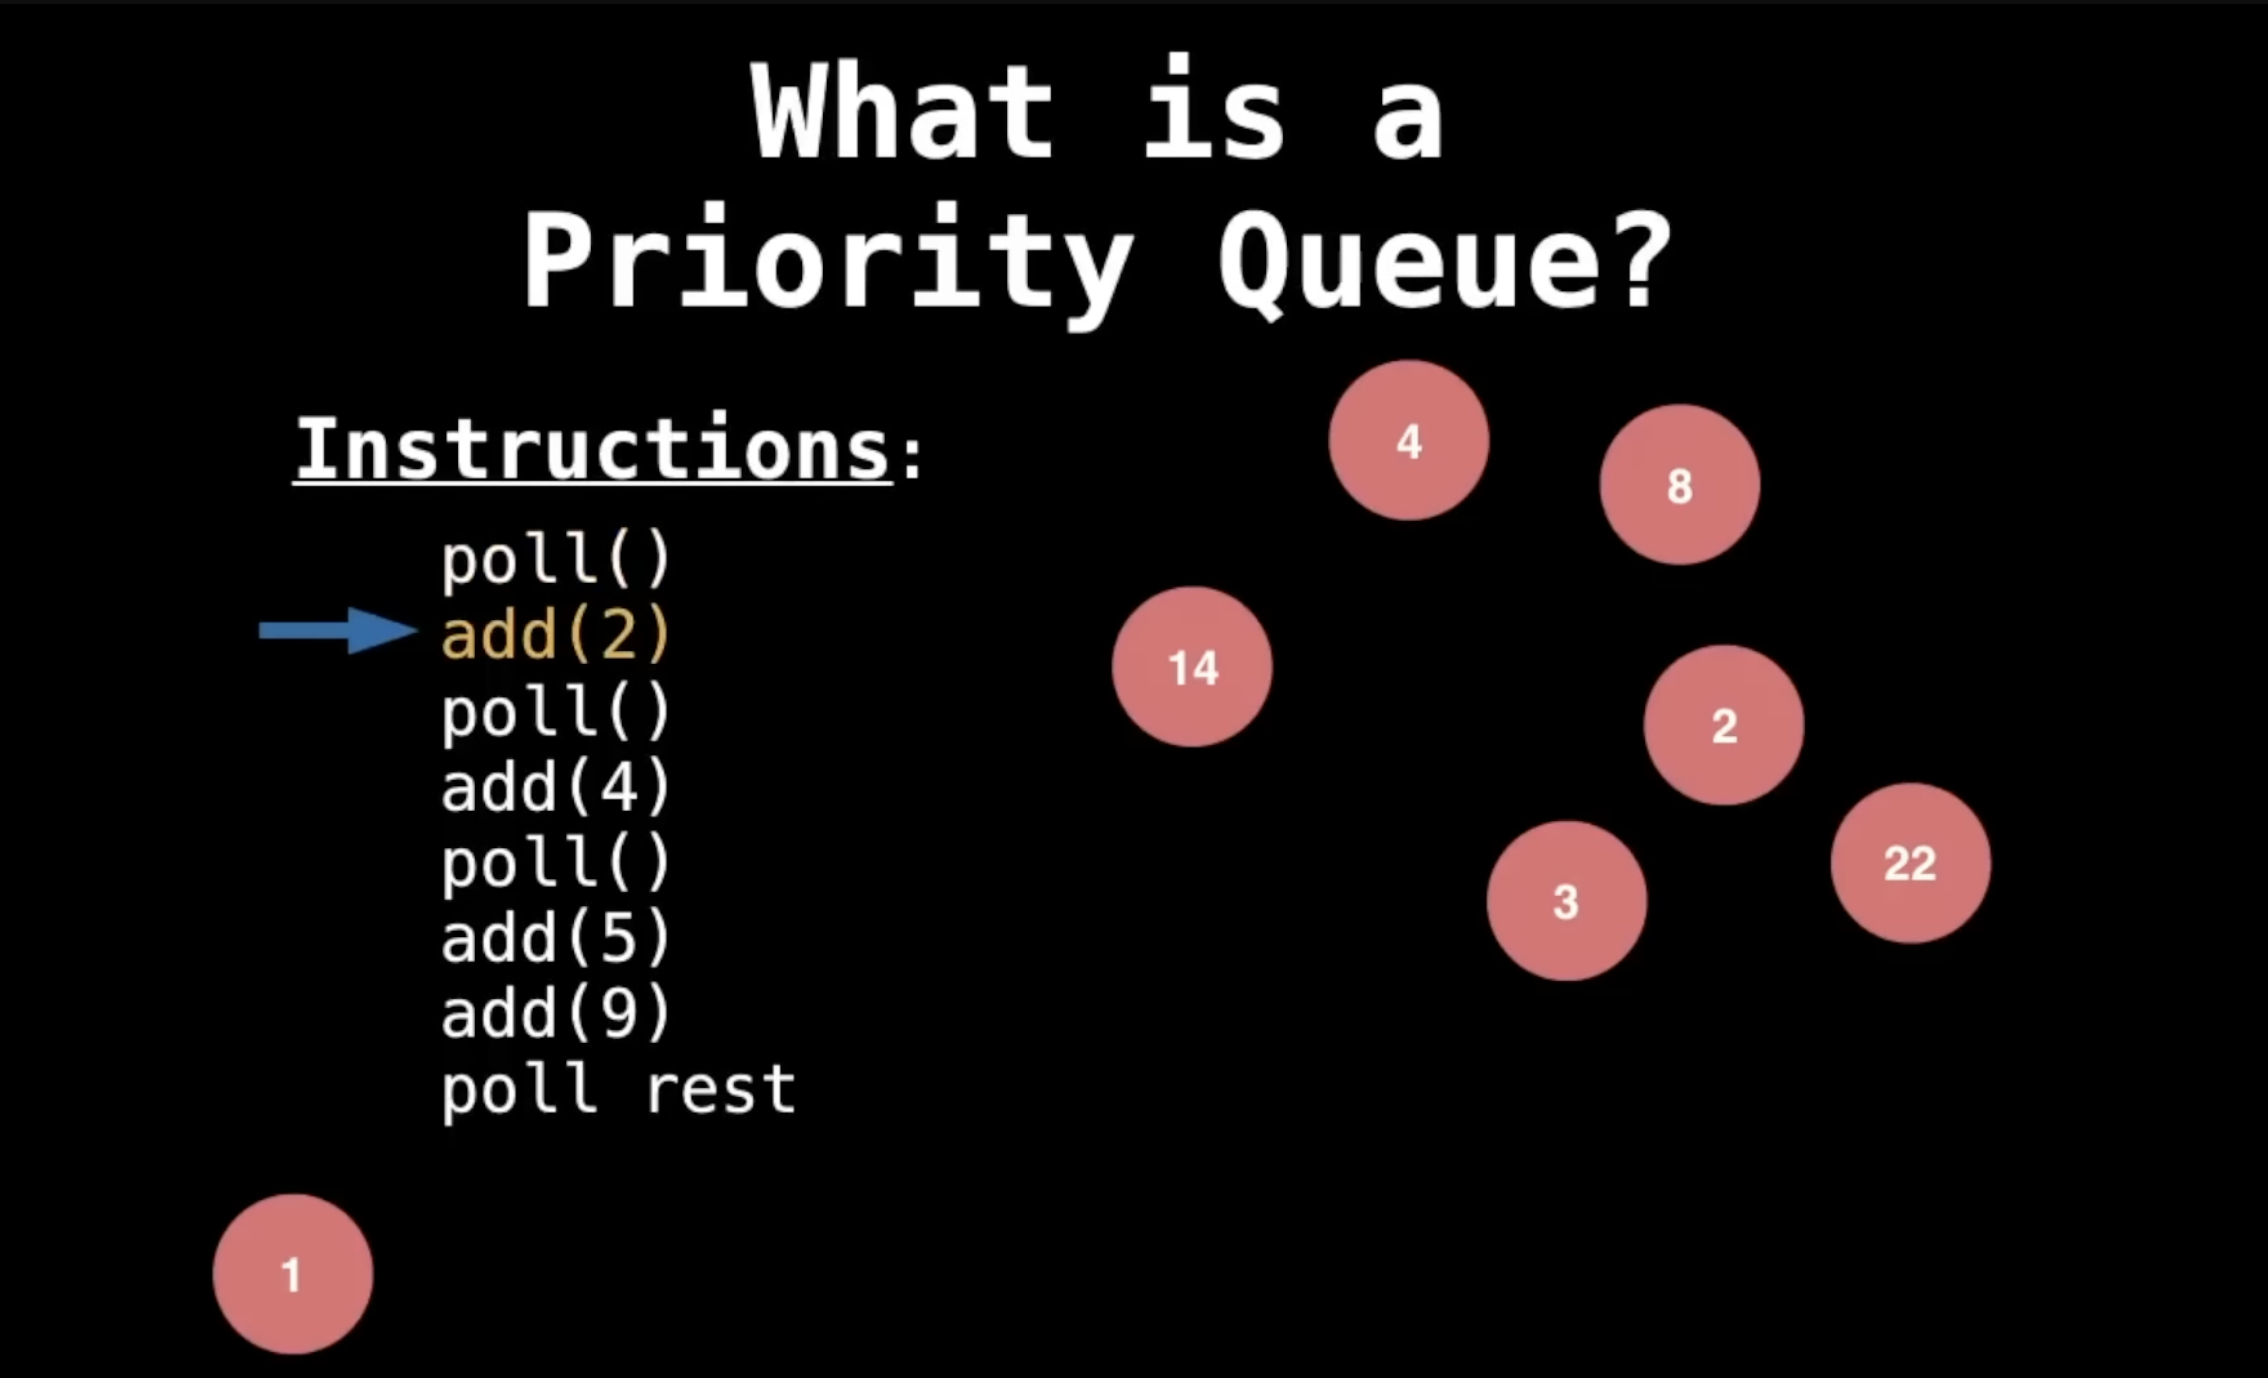 What is a
Priority Queue?
Instructions:
poll()
add(2)
poll()
add(4)
poll()
add(5)
add(9)
poll rest
4
8
14
2
22
3
1